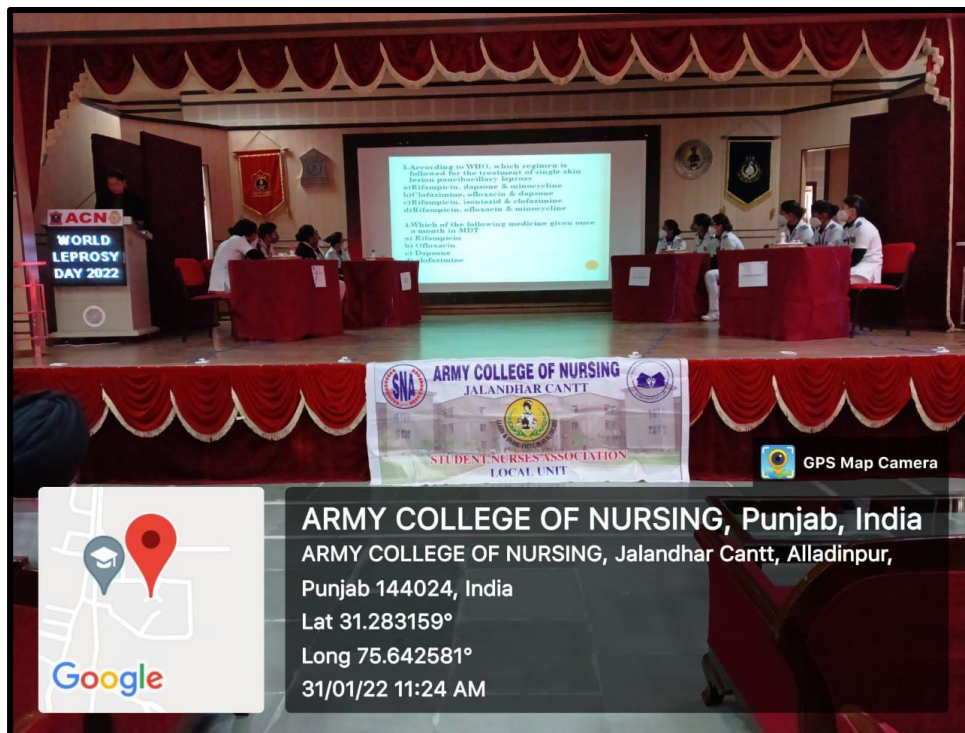 3.According to WHO, which regimen is
followed for the treatment of single skin
lesion paucibacillary leprosy
a)Rifampicin, dapsone & minocycline
b)Clofazimine, ofloxacin & dapsone
c)Rifampicin, isoniazid & clofazimine
d)Rifampicin, ofloxacin & minocycline
4.Which of the following medicine given once
a month in MDT
a) Rifampicin
b) Ofloxacin
c) Dapsone
clofazimine
ACN
WORLD
LEPROSY
DAY 2022
SNA
ARMY COLLEGE OF NURSING
JALANDHAR CANTT
STUDENT NURSES ASSOCIATION
LOCAL UNIT
GPS Map Camera
ARMY COLLEGE OF NURSING, Punjab, India
ARMY COLLEGE OF NURSING, Jalandhar Cantt, Alladinpur,
Punjab 144024, India
Lat 31.283159°
Long 75.642581°
31/01/22 11:24 AM
Google